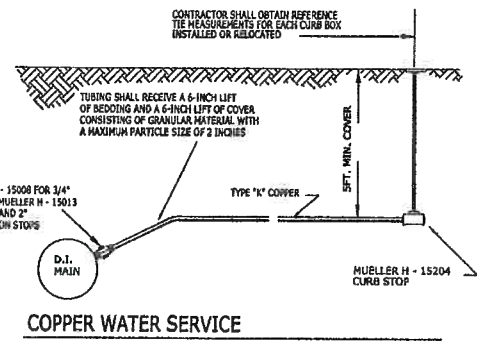 CONTRACTOR SHALL OBTAIN REFERENCE
TIE MEASUREMENTS FOR EACH CURB BOX
INSTALLED OR RELOCATED
TUBING SHALL RECEIVE A 6-INCH LIFT
OF BEDDING AND A 6-INCH LIFT OF COVER
CONSISTING OF GRANULAR MATERIAL WITH
A MAXIMUM PARTICLE SIZE OF 2 INCHES
5FT. MIN. COVER
- 15008 FOR 3/4"
MUELLER H - 15013
AND 2"
ON STOPS
TYPE "K" COPPER
D.I.
MAIN
MUELLER H - 15204
CURB STOP
COPPER WATER SERVICE